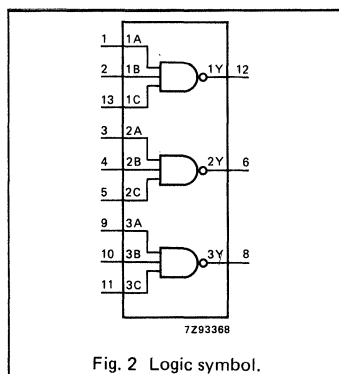 1 1A
2 1B 1Y 12
13 1C
3 2A
4 2B 2Y 6
5 2C
9 3A
10 3B 3Y 8
11 3C
7Z93368
Fig. 2 Logic symbol.